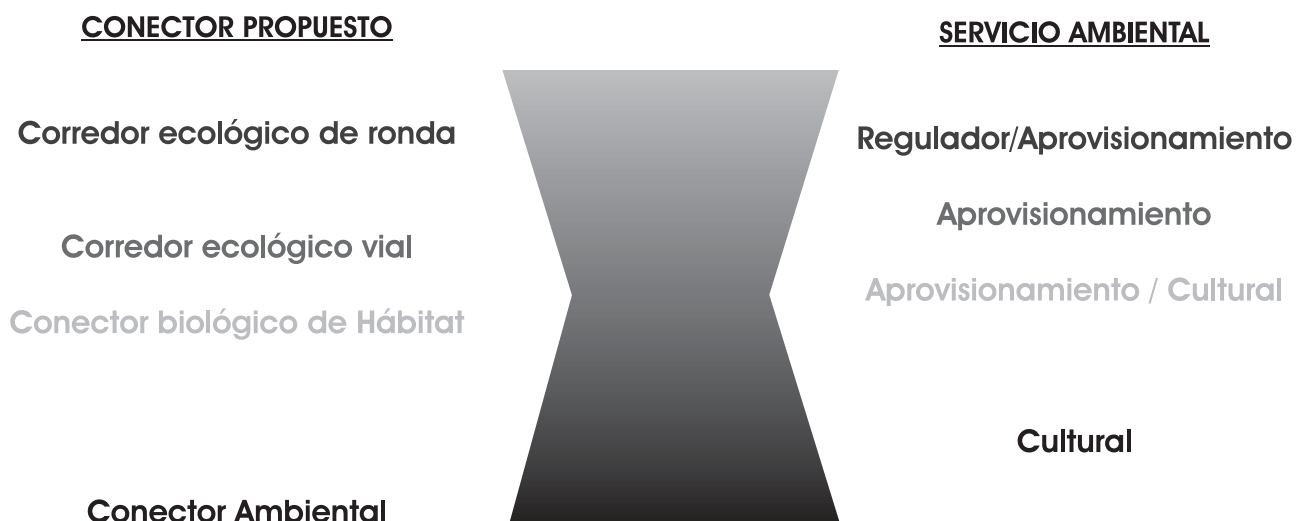 CONECTOR PROPUESTO
Corredor ecológico de ronda
Corredor ecológico vial
Conector biológico de Hábitat
Conector Ambiental
SERVICIO AMBIENTAL
Regulador/Aprovisionamiento
Aprovisionamiento
Aprovisionamiento / Cultural
Cultural